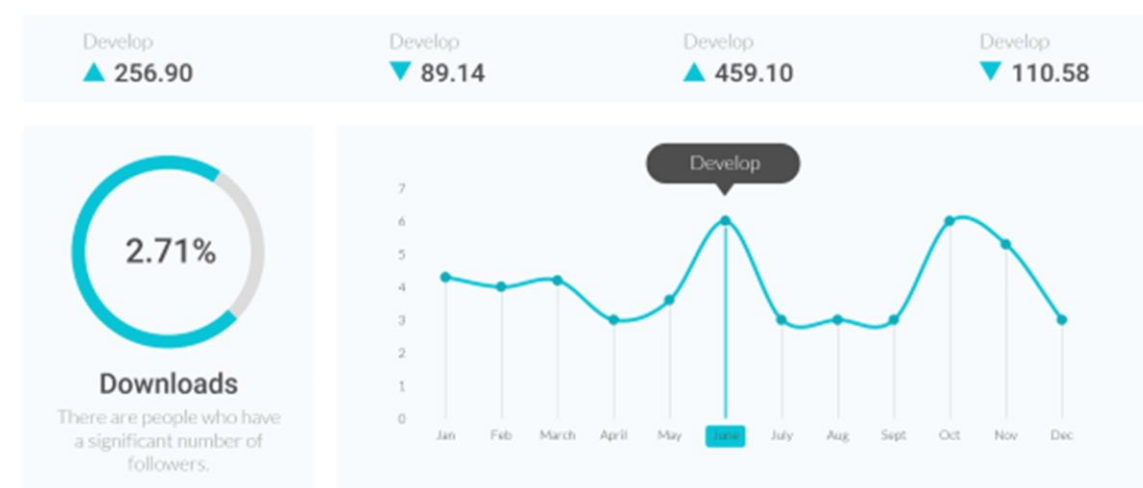 Develop
▲ 256.90
Develop
▼ 89.14
Develop
▲ 459.10
Develop
▼ 110.58
2.71%
Downloads
There are people who have
a significant number of
followers.
Develop
7
6
5
4
3
2
1
0
Jan Feb March April May June July Aug Sept Oct Nov Dec